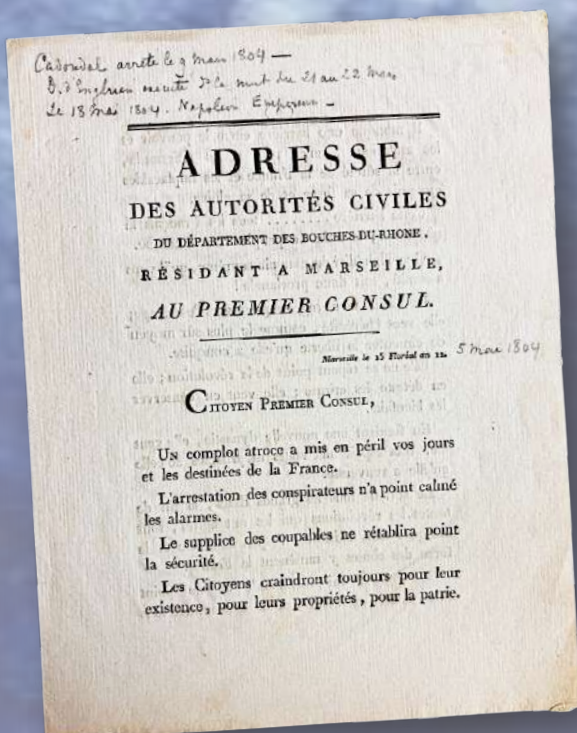 Cadoudal arrêté le 9 mars 1804 —
D. d'Enghien exécuté ds la nuit du 21 au 22 Mars
Le 18 Mai 1804. Napoléon Empereur —
ADRESSE
DES AUTORITÉS CIVILES
DU DÉPARTEMENT DES BOUCHES-DU-RHONE,
RÉSIDANT A MARSEILLE,
AU PREMIER CONSUL.
Marseille le 15 Floréal an 12. 5 mai 1804
CITOYEN PREMIER CONSUL,
UN complot atroce a mis en péril vos jours
et les destinées de la France.
L'arrestation des conspirateurs n'a point calmé
les alarmes.
Le supplice des coupables ne rétablira point
la sécurité.
Les Citoyens craindront toujours pour leur
existence, pour leurs propriétés, pour la patrie.